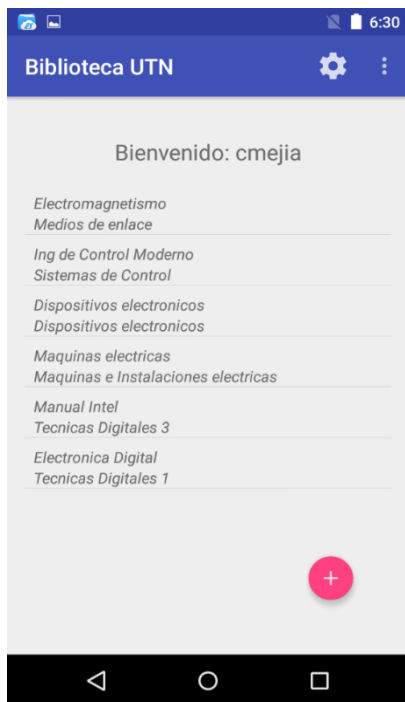 6:30
Biblioteca UTN
Bienvenido: cmejia
Electromagnetismo
Medios de enlace
Ing de Control Moderno
Sistemas de Control
Dispositivos electronicos
Dispositivos electronicos
Maquinas electricas
Maquinas e Instalaciones electricas
Manual Intel
Tecnicas Digitales 3
Electronica Digital
Tecnicas Digitales 1
+